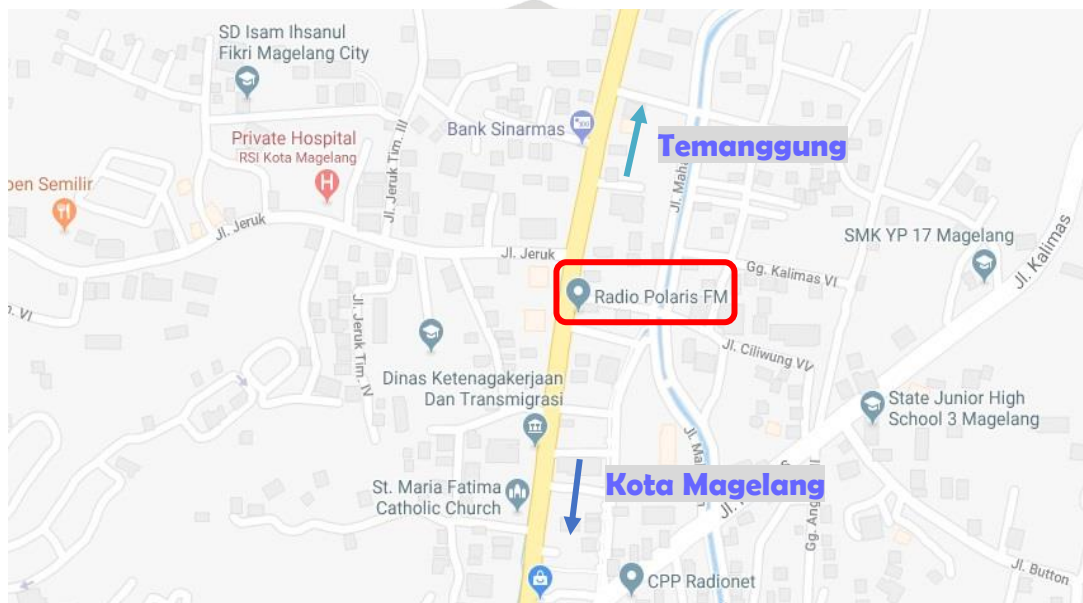 SD Isam Ihsanul
Fikri Magelang City
Private Hospital
RSI Kota Magelang
Bank Sinarmas
Temanggung
Jl. Jeruk Tim. III
Semilir
Jl. Jeruk
Jl. Jeruk
SMK YP 17 Magelang
Jl. Kalimas
Gg. Kalimas VI
Radio Polaris FM
VI
Jl. Jeruk Tim. IV
Jl. Ciliwung
Dinas Ketenagakerjaan
Dan Transmigrasi
State Junior High
School 3 Magelang
St. Maria Fatima
Catholic Church
Kota Magelang
CPP Radionet
Jl. Button